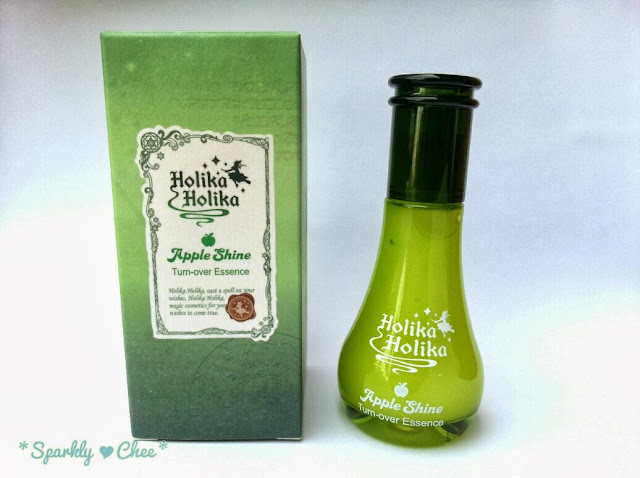 Holika
Holika
Apple Shine
Turn-over Essence
Holika Holika, cast a spell on your
wishes. Holika Holika,
magic cosmetics for your
wishes to come true.
Holika
Holika
Apple Shine
Turn-over Essence
*Sparkly ♥ Chee*